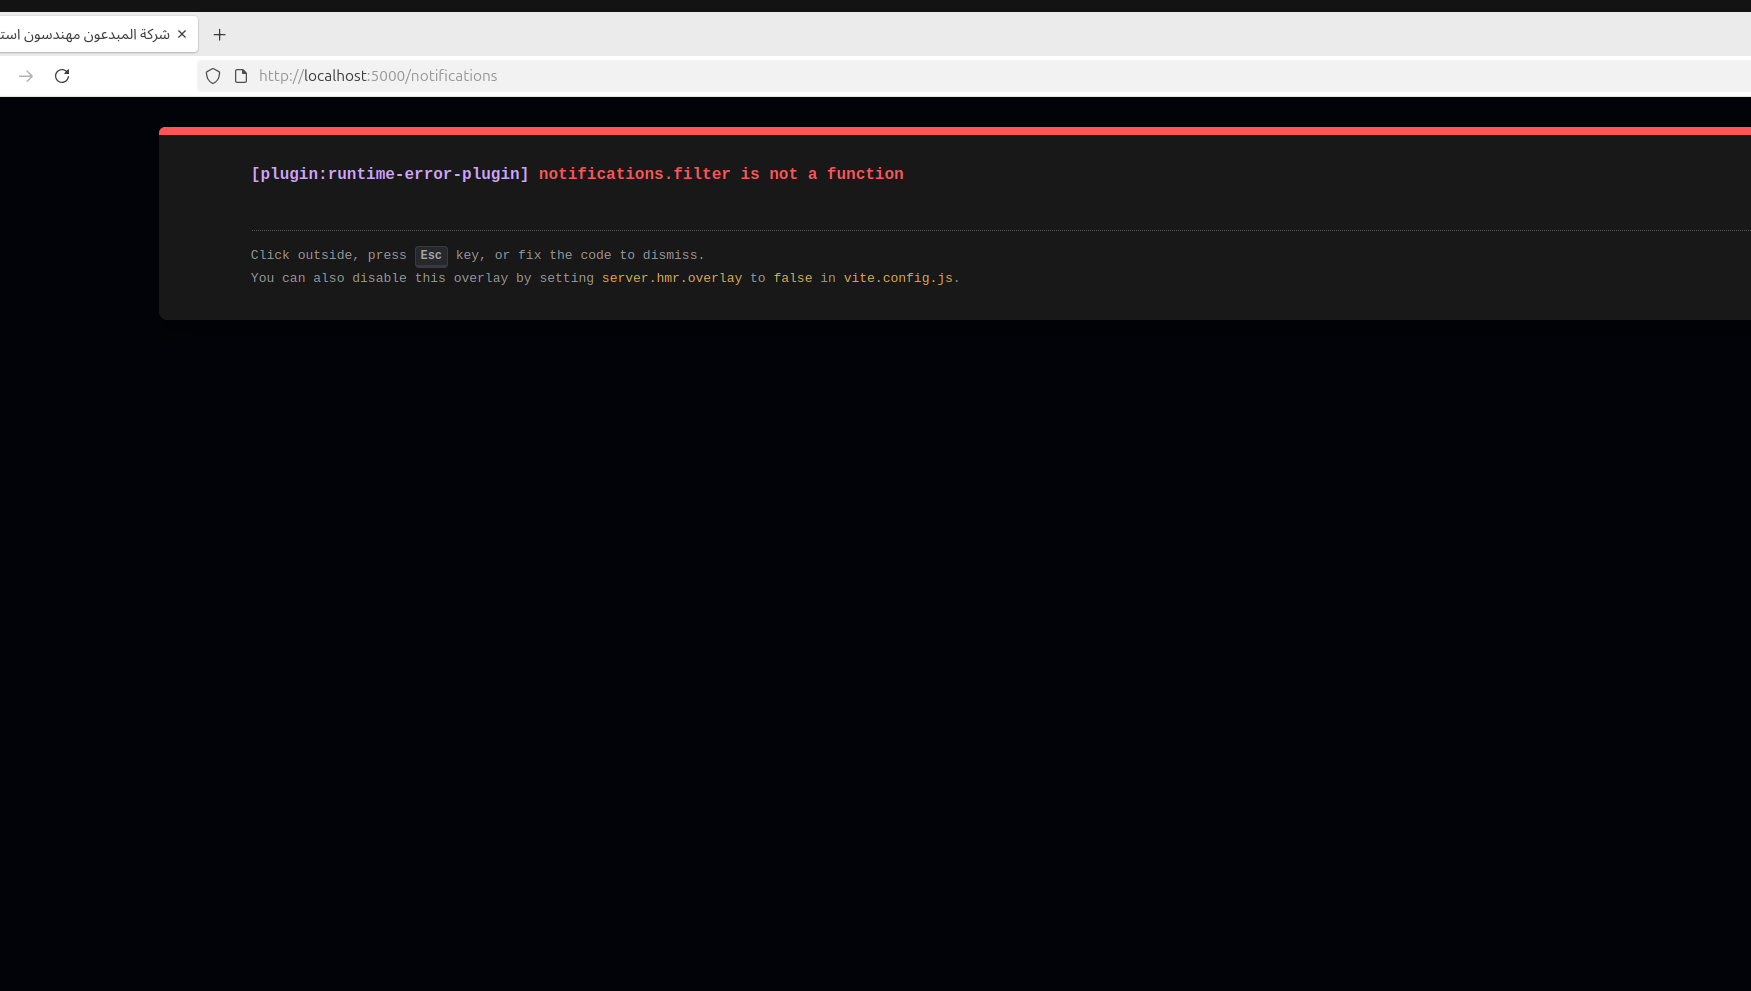 شركة المبدعون مهندسون
http://localhost:5000/notifications
[plugin:runtime-error-plugin] notifications.filter is not a function
Click outside, press Esc key, or fix the code to dismiss.
You can also disable this overlay by setting server.hmr.overlay to false in vite.config.js.